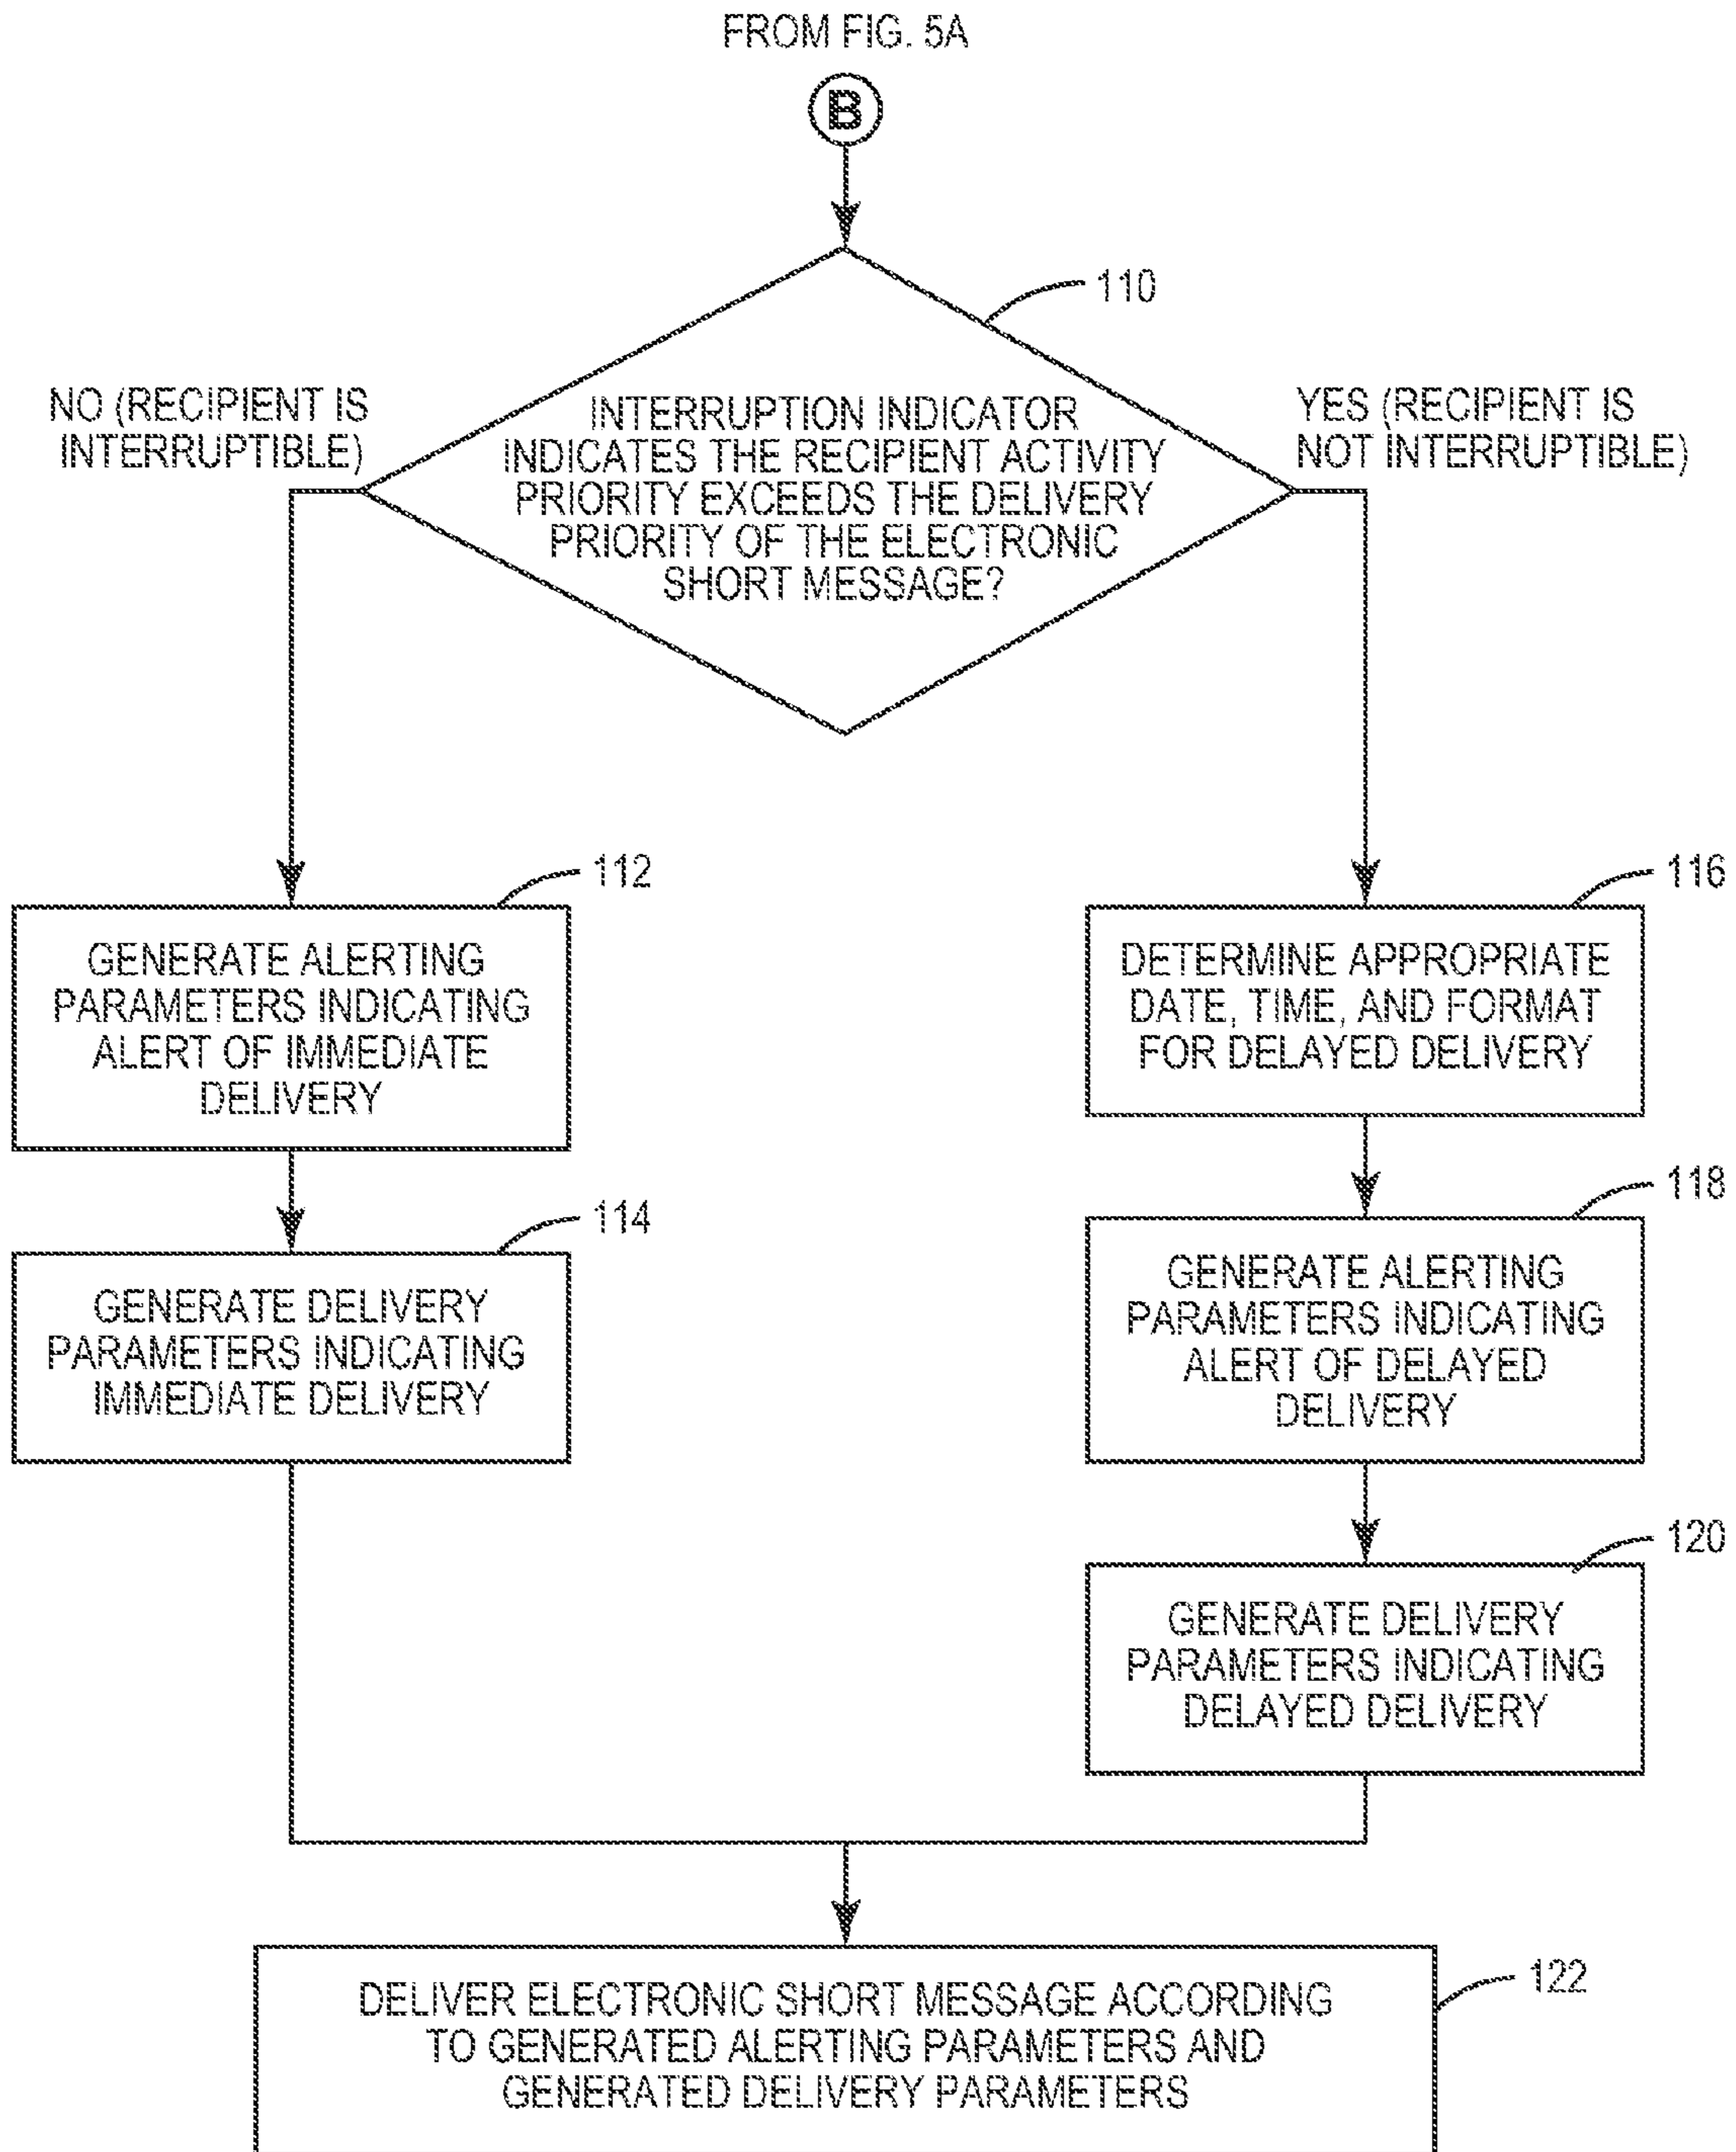 FROM FIG. 5A
B
110
NO (RECIPIENT IS
INTERRUPTIBLE)
INTERRUPTION INDICATOR
INDICATES THE RECIPIENT ACTIVITY
PRIORITY EXCEEDS THE DELIVERY
PRIORITY OF THE ELECTRONIC
SHORT MESSAGE?
YES (RECIPIENT IS
NOT INTERRUPTIBLE)
112
GENERATE ALERTING
PARAMETERS INDICATING
ALERT OF IMMEDIATE
DELIVERY
114
GENERATE DELIVERY
PARAMETERS INDICATING
IMMEDIATE DELIVERY
116
DETERMINE APPROPRIATE
DATE, TIME, AND FORMAT
FOR DELAYED DELIVERY
118
GENERATE ALERTING
PARAMETERS INDICATING
ALERT OF DELAYED
DELIVERY
120
GENERATE DELIVERY
PARAMETERS INDICATING
DELAYED DELIVERY
122
DELIVER ELECTRONIC SHORT MESSAGE ACCORDING
TO GENERATED ALERTING PARAMETERS AND
GENERATED DELIVERY PARAMETERS